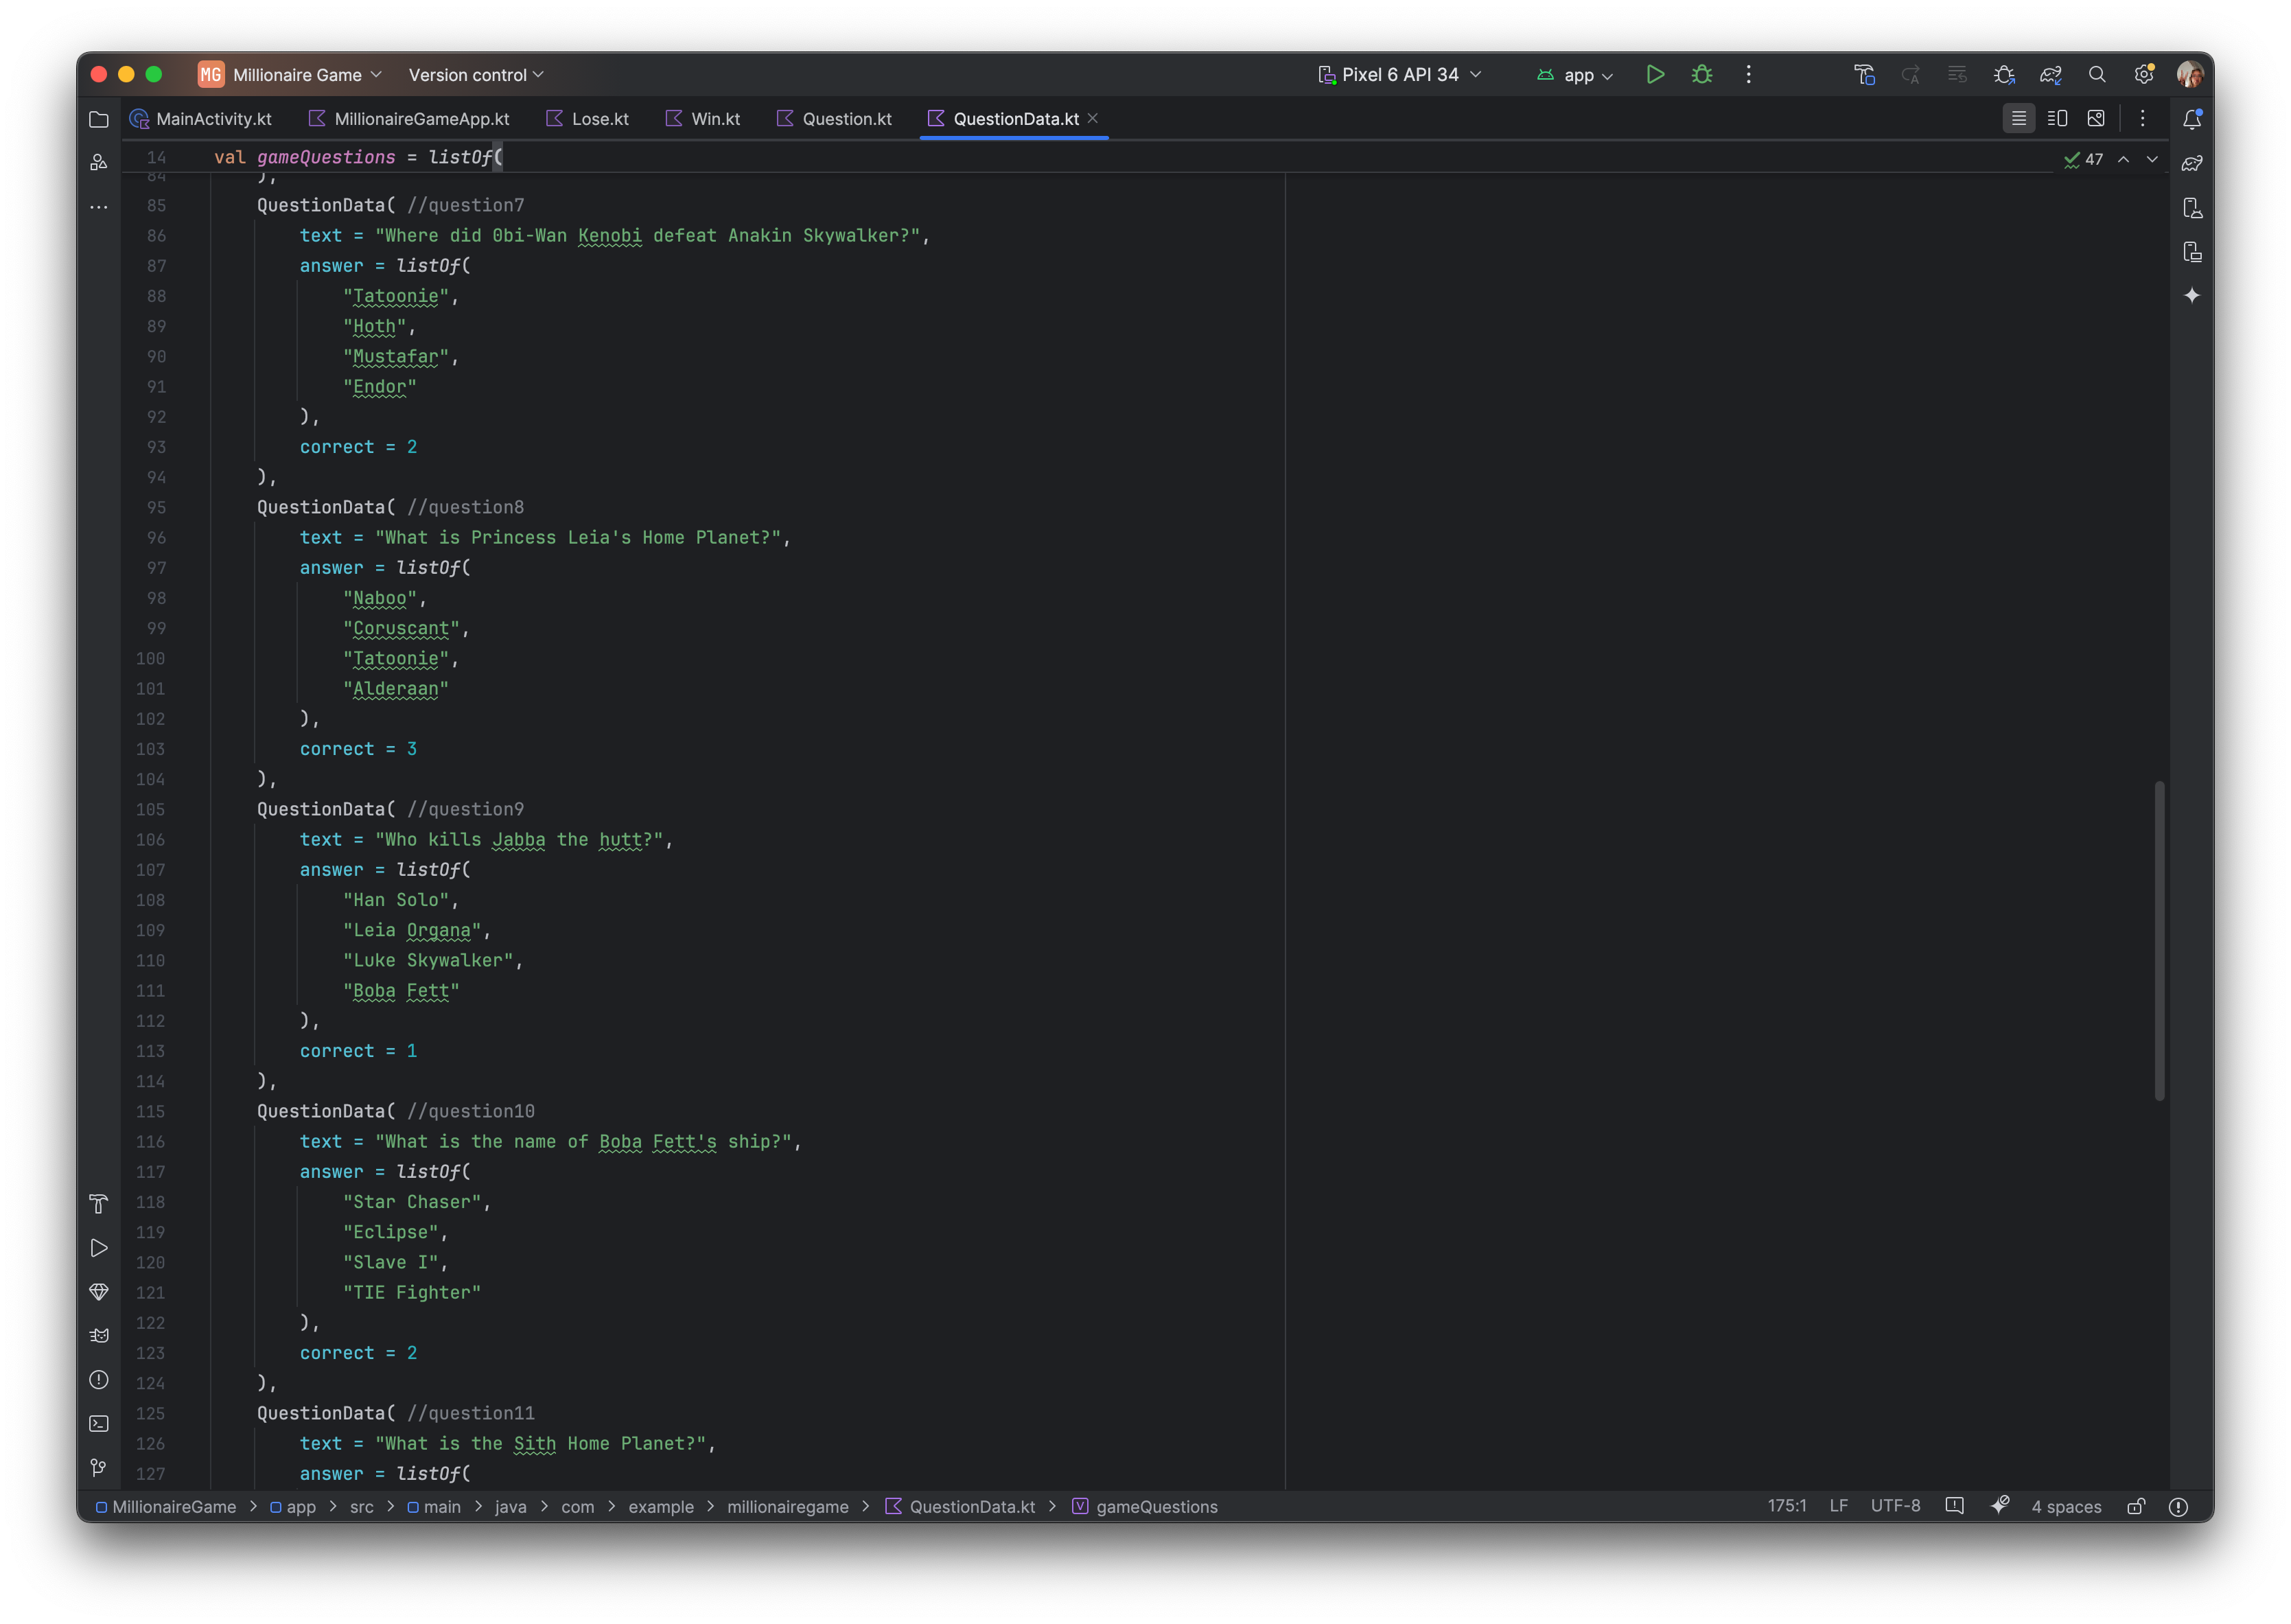 MG Millionaire Game Version control Pixel 6 API 34 app
MainActivity.kt MillionaireGameApp.kt Lose.kt Win.kt Question.kt QuestionData.kt
14 val gameQuestions = listOf( 47
84 ),
85 QuestionData( //question7
86 text = "Where did 0bi-Wan Kenobi defeat Anakin Skywalker?",
87 answer = listOf(
88 "Tatoonie",
89 "Hoth",
90 "Mustafar",
91 "Endor"
92 ),
93 correct = 2
94 ),
95 QuestionData( //question8
96 text = "What is Princess Leia's Home Planet?",
97 answer = listOf(
98 "Naboo",
99 "Coruscant",
100 "Tatoonie",
101 "Alderaan"
102 ),
103 correct = 3
104 ),
105 QuestionData( //question9
106 text = "Who kills Jabba the hutt?",
107 answer = listOf(
108 "Han Solo",
109 "Leia Organa",
110 "Luke Skywalker",
111 "Boba Fett"
112 ),
113 correct = 1
114 ),
115 QuestionData( //question10
116 text = "What is the name of Boba Fett's ship?",
117 answer = listOf(
118 "Star Chaser",
119 "Eclipse",
120 "Slave I",
121 "TIE Fighter"
122 ),
123 correct = 2
124 ),
125 QuestionData( //question11
126 text = "What is the Sith Home Planet?",
127 answer = listOf(
MillionaireGame > app > src > main > java > com > example > millionairegame > QuestionData.kt > gameQuestions 175:1 LF UTF-8 4 spaces